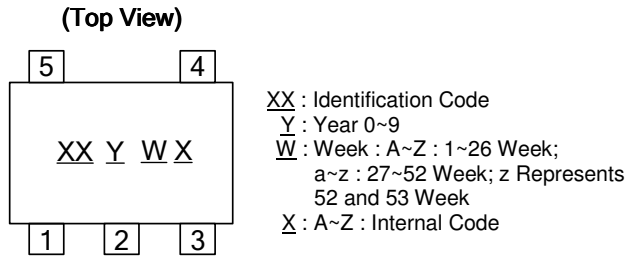 (Top View)
5 4
XX Y W X
1 2 3
XX : Identification Code
Y : Year 0~9
W : Week : A~Z : 1~26 Week;
a~z : 27~52 Week; z Represents
52 and 53 Week
X : A~Z : Internal Code